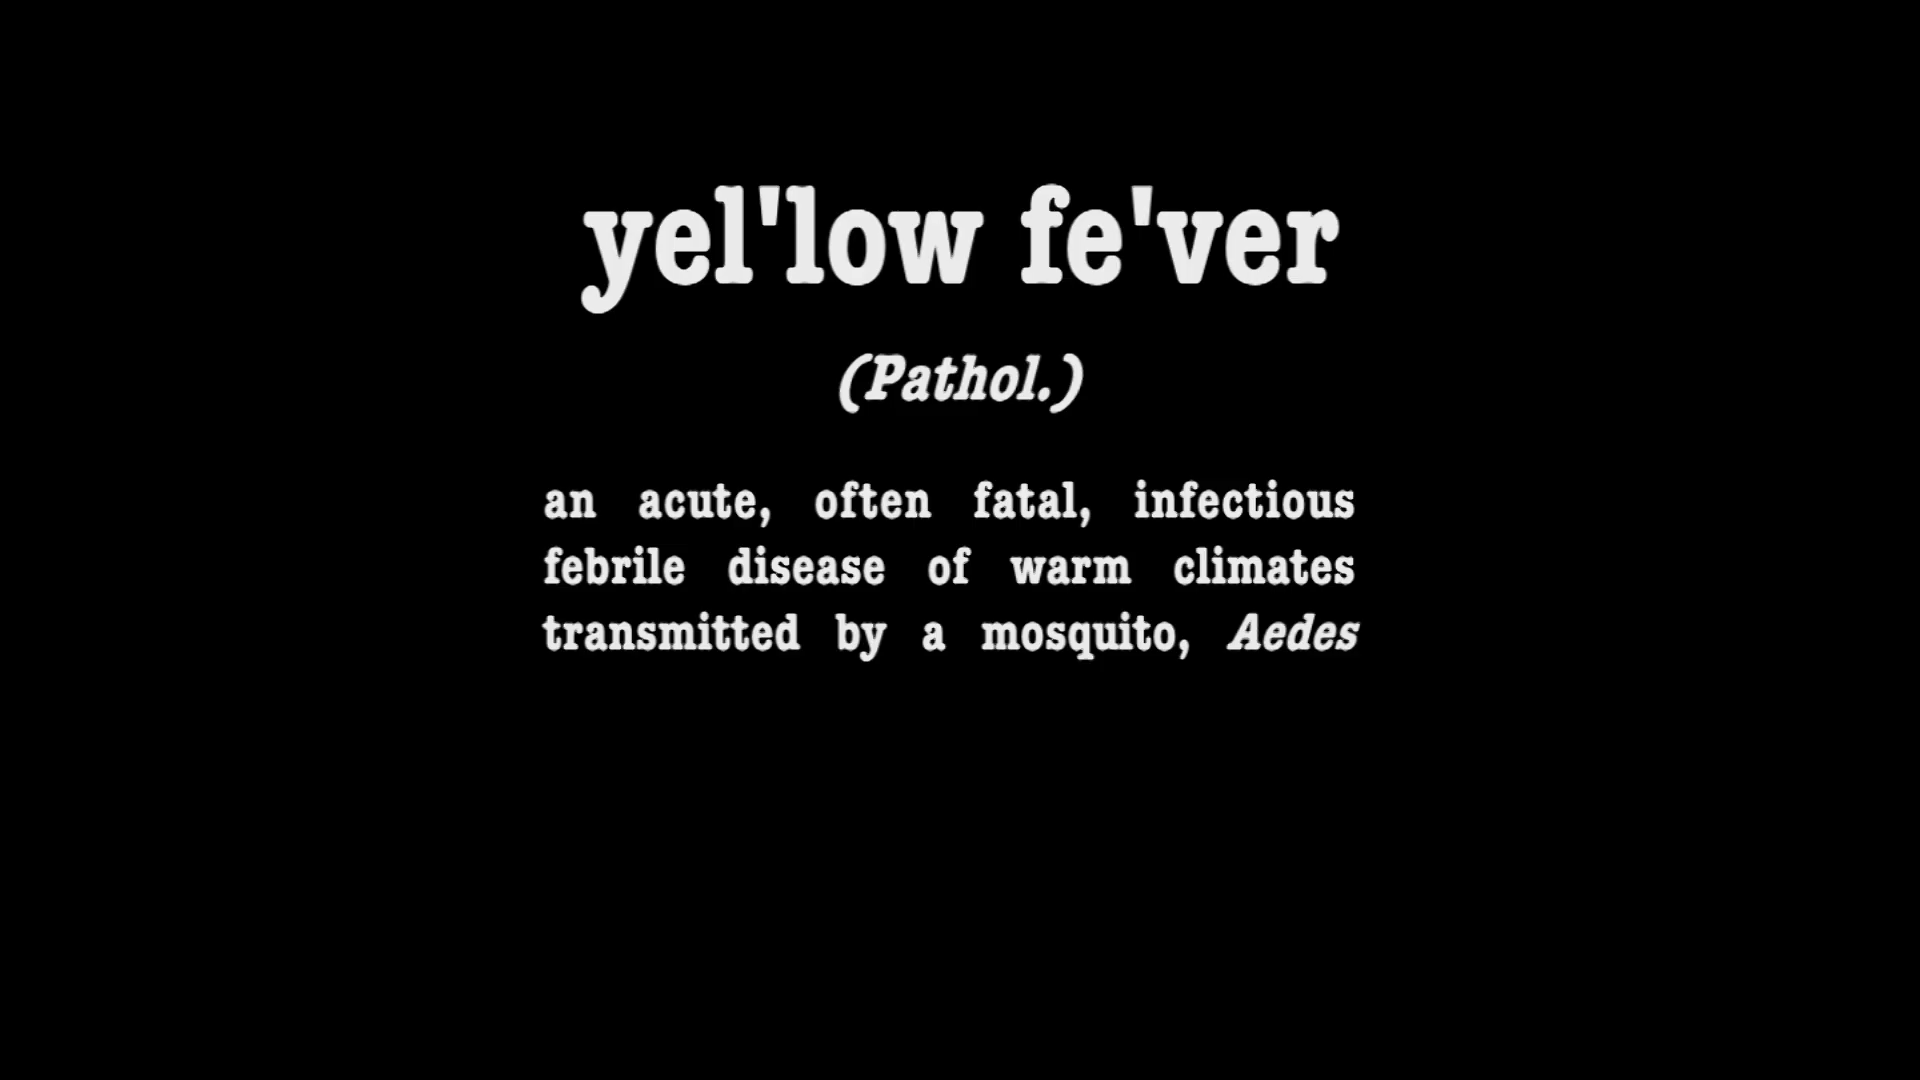 yel'low fe'ver
(Pathol.)
an acute, often fatal, infectious
febrile disease of warm climates
transmitted by a mosquito, Aedes